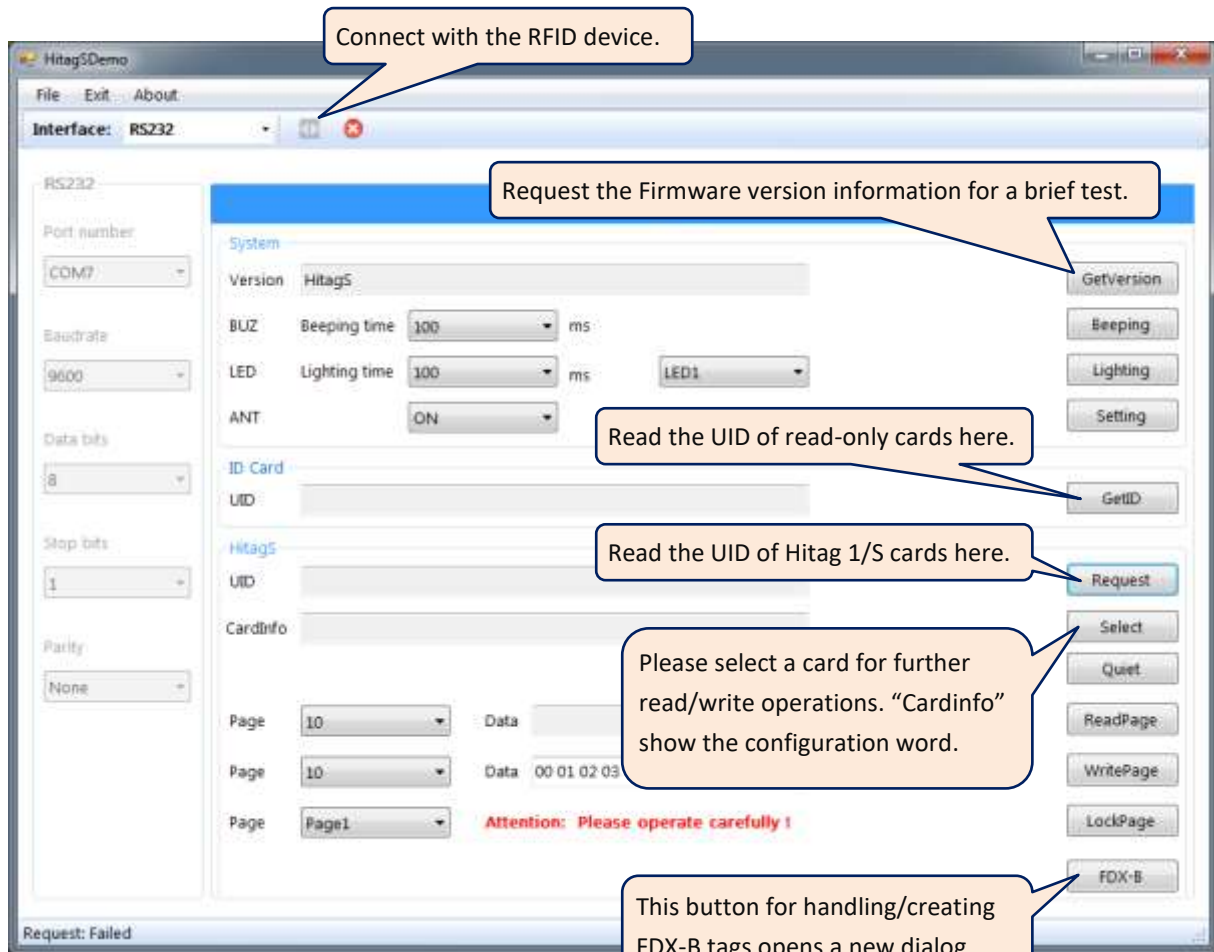 Connect with the RFID device.
HitagSDemo
File Exit About
Interface: RS232
RS232
Request the Firmware version information for a brief test.
Port number
COM7
System
Version HitagS GetVersion
BUZ Beeping time 100 ms Beeping
Baudrate
9600
LED Lighting time 100 ms LED1 Lighting
ANT ON Setting
Data bits
8
Read the UID of read-only cards here.
ID Card
UID GetID
Stop bits
1
HitagS
Read the UID of Hitag 1/S cards here.
UID Request
CardInfo Select
Parity
None
Please select a card for further
read/write operations. “Cardinfo”
show the configuration word.
Quiet
Page 10 Data ReadPage
Page 10 Data 00 01 02 03 WritePage
Page Page1 Attention: Please operate carefully ! LockPage
FDX-B
This button for handling/creating
FDX-B tags opens a new dialog
Request: Failed